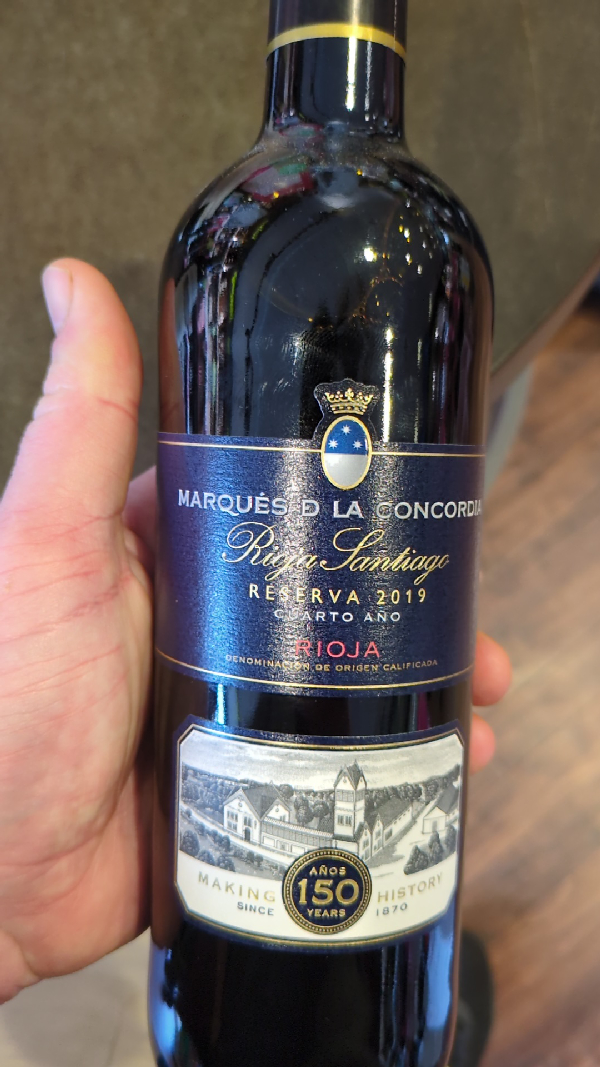 MARQUÉS D LA CONCORDIA
Rioja Santiago
RESERVA 2019
CUARTO AÑO
RIOJA
DENOMINACIÓN DE ORIGEN CALIFICADA
AÑOS
150
YEARS
MAKING HISTORY
SINCE 1870